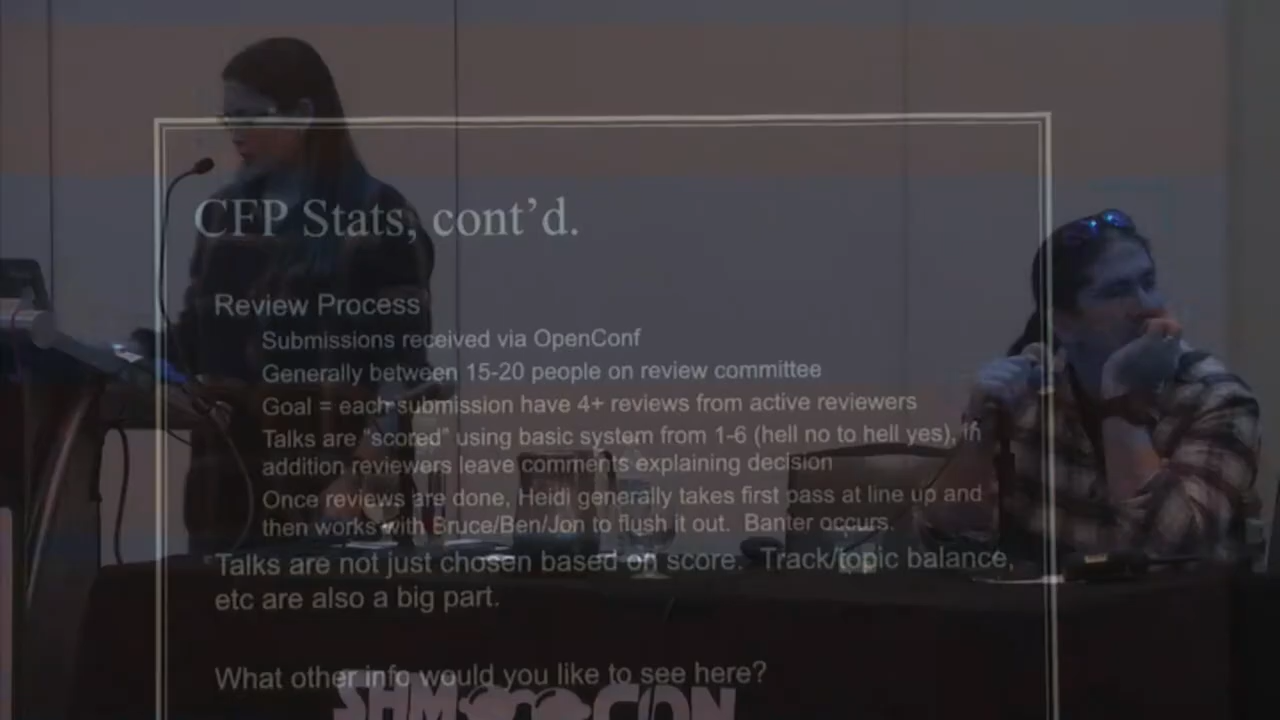 CFP Stats, cont’d.
Review Process
Submissions received via OpenConf
Generally between 15-20 people on review committee
Goal = each submission have 4+ reviews from active reviewers
Talks are “scored” using basic system from 1-6 (hell no to hell yes), in
addition reviewers leave comments explaining decision
Once reviews are done, Heidi generally takes first pass at line up and
then works with Bruce/Ben/Jon to flush it out. Banter occurs.
Talks are not just chosen based on score. Track/topic balance,
etc are also a big part.
What other info would you like to see here?
SHMOOCON